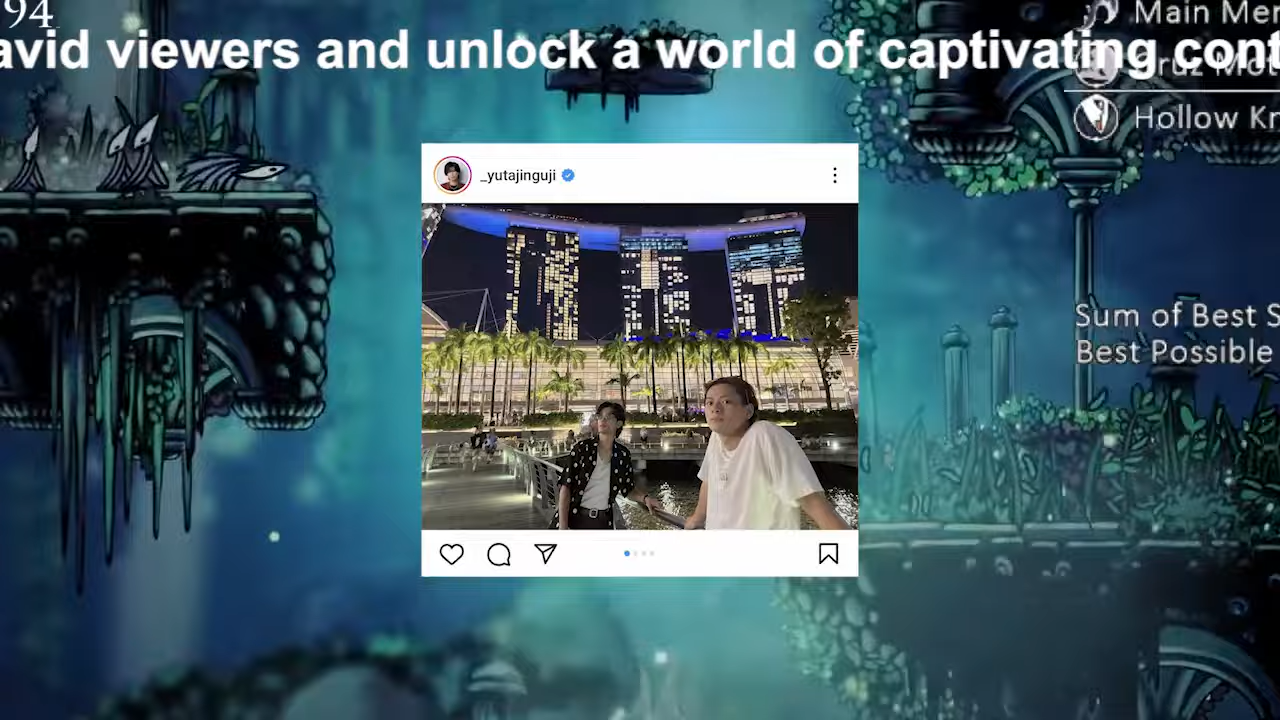 94
avid viewers and unlock a world of captivating cont
Main Men
Hollow Kn
_yutajinguji
Sum of Best S
Best Possible